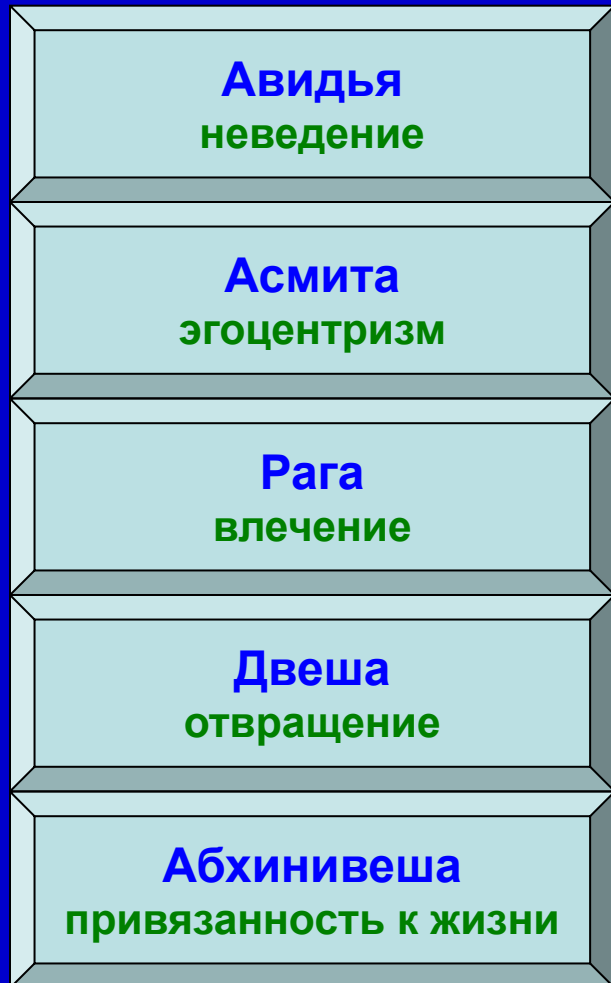 Авидья
неведение
Асмита
эгоцентризм
Рага
влечение
Двеша
отвращение
Абхинивеша
привязанность к жизни